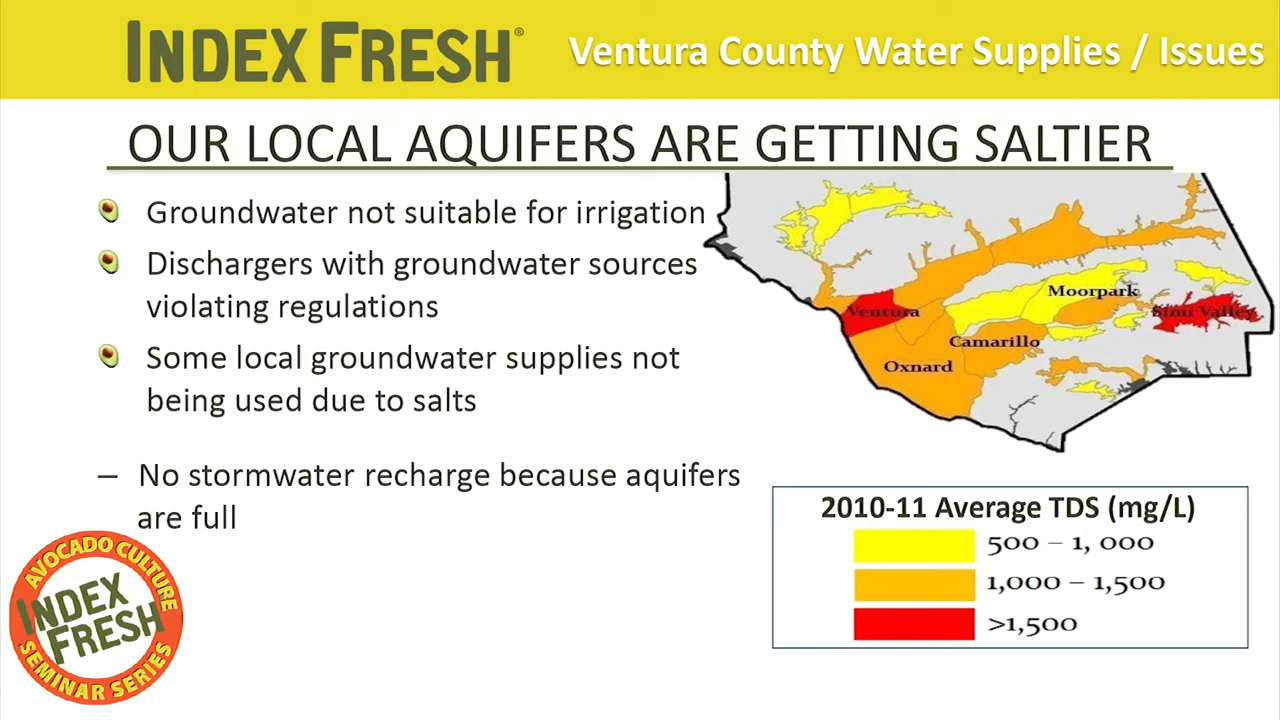 INDEX FRESH®
Ventura County Water Supplies / Issues
OUR LOCAL AQUIFERS ARE GETTING SALTIER
Groundwater not suitable for irrigation
Dischargers with groundwater sources
violating regulations
Some local groundwater supplies not
being used due to salts
– No stormwater recharge because aquifers
are full
Moorpark
Ventura
Simi Valley
Camarillo
Oxnard
2010-11 Average TDS (mg/L)
500 – 1, 000
1,000 – 1,500
>1,500
AVOCADO CULTURE
INDEX
FRESH
SEMINAR SERIES